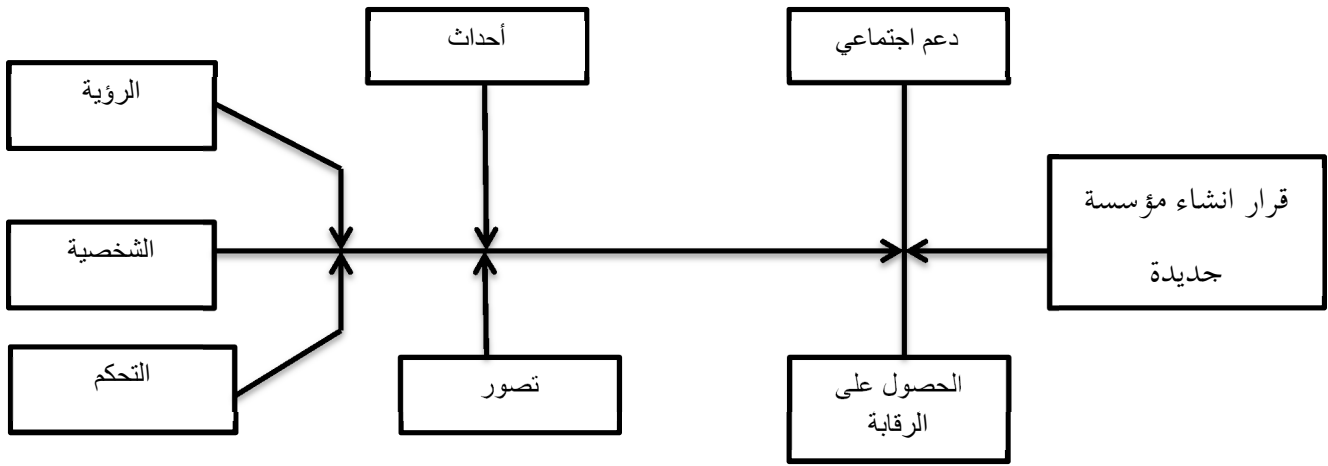 أحداث
دعم اجتماعي
الرؤية
قرار انشاء مؤسسة
جديدة
الشخصية
التحكم
تصور
الحصول على
الرقابة